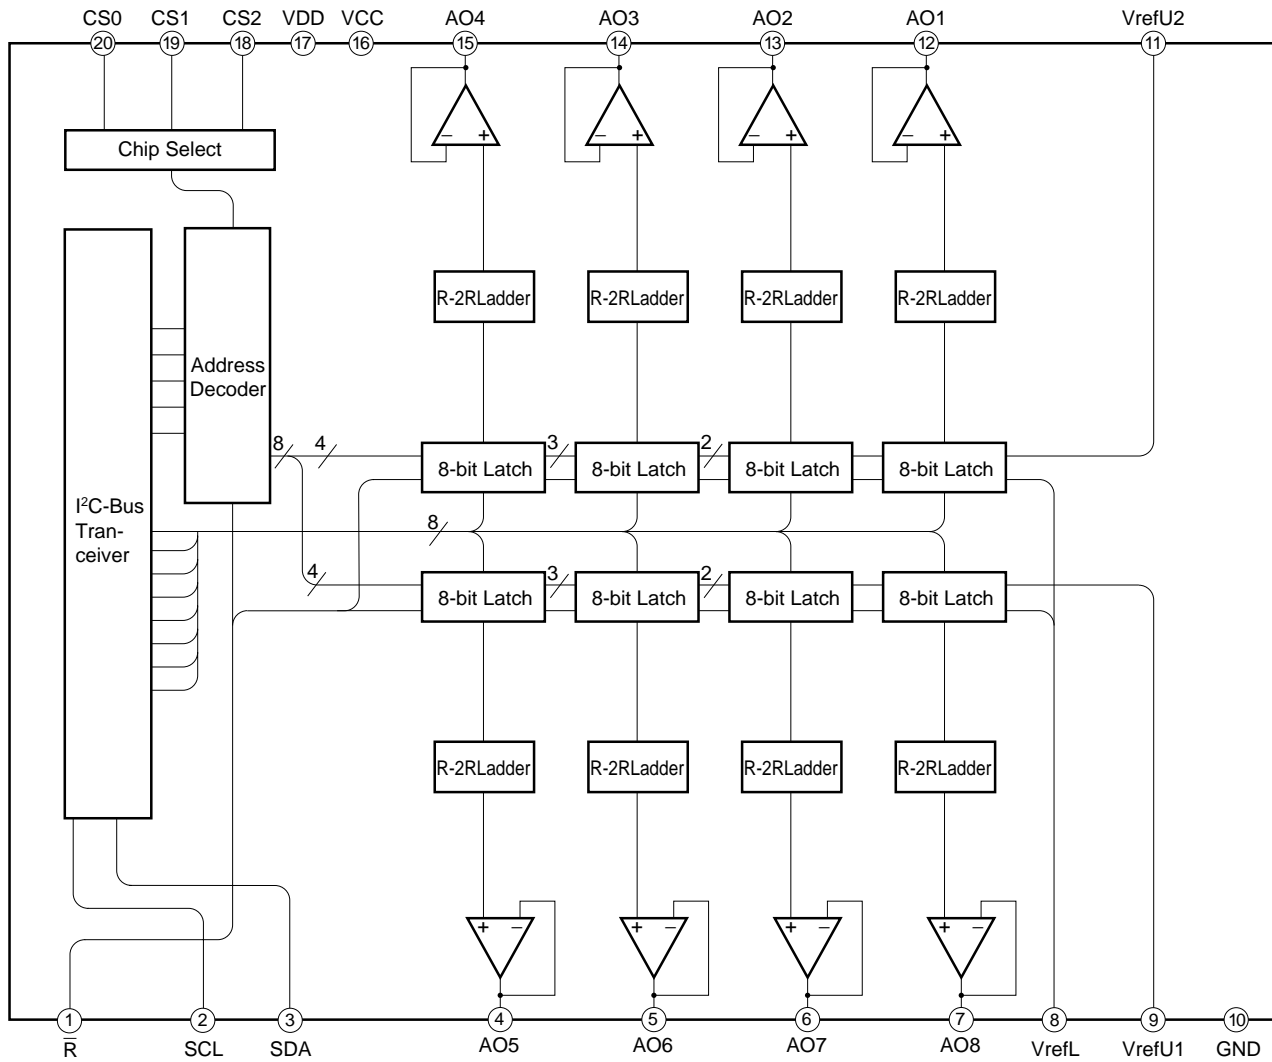 CS0 CS1 CS2 VDD VCC AO4 AO3 AO2 AO1 VrefU2
20 19 18 17 16 15 14 13 12 11
− + − + − + − +
Chip Select
R-2RLadder R-2RLadder R-2RLadder R-2RLadder
Address
Decoder
8 4 3 2
8-bit Latch 8-bit Latch 8-bit Latch 8-bit Latch
I²C-Bus
Tran-
ceiver
8
4 3 2
8-bit Latch 8-bit Latch 8-bit Latch 8-bit Latch
R-2RLadder R-2RLadder R-2RLadder R-2RLadder
+ − + − + − + −
1 2 3 4 5 6 7 8 9 10
R̅ SCL SDA AO5 AO6 AO7 AO8 VrefL VrefU1 GND